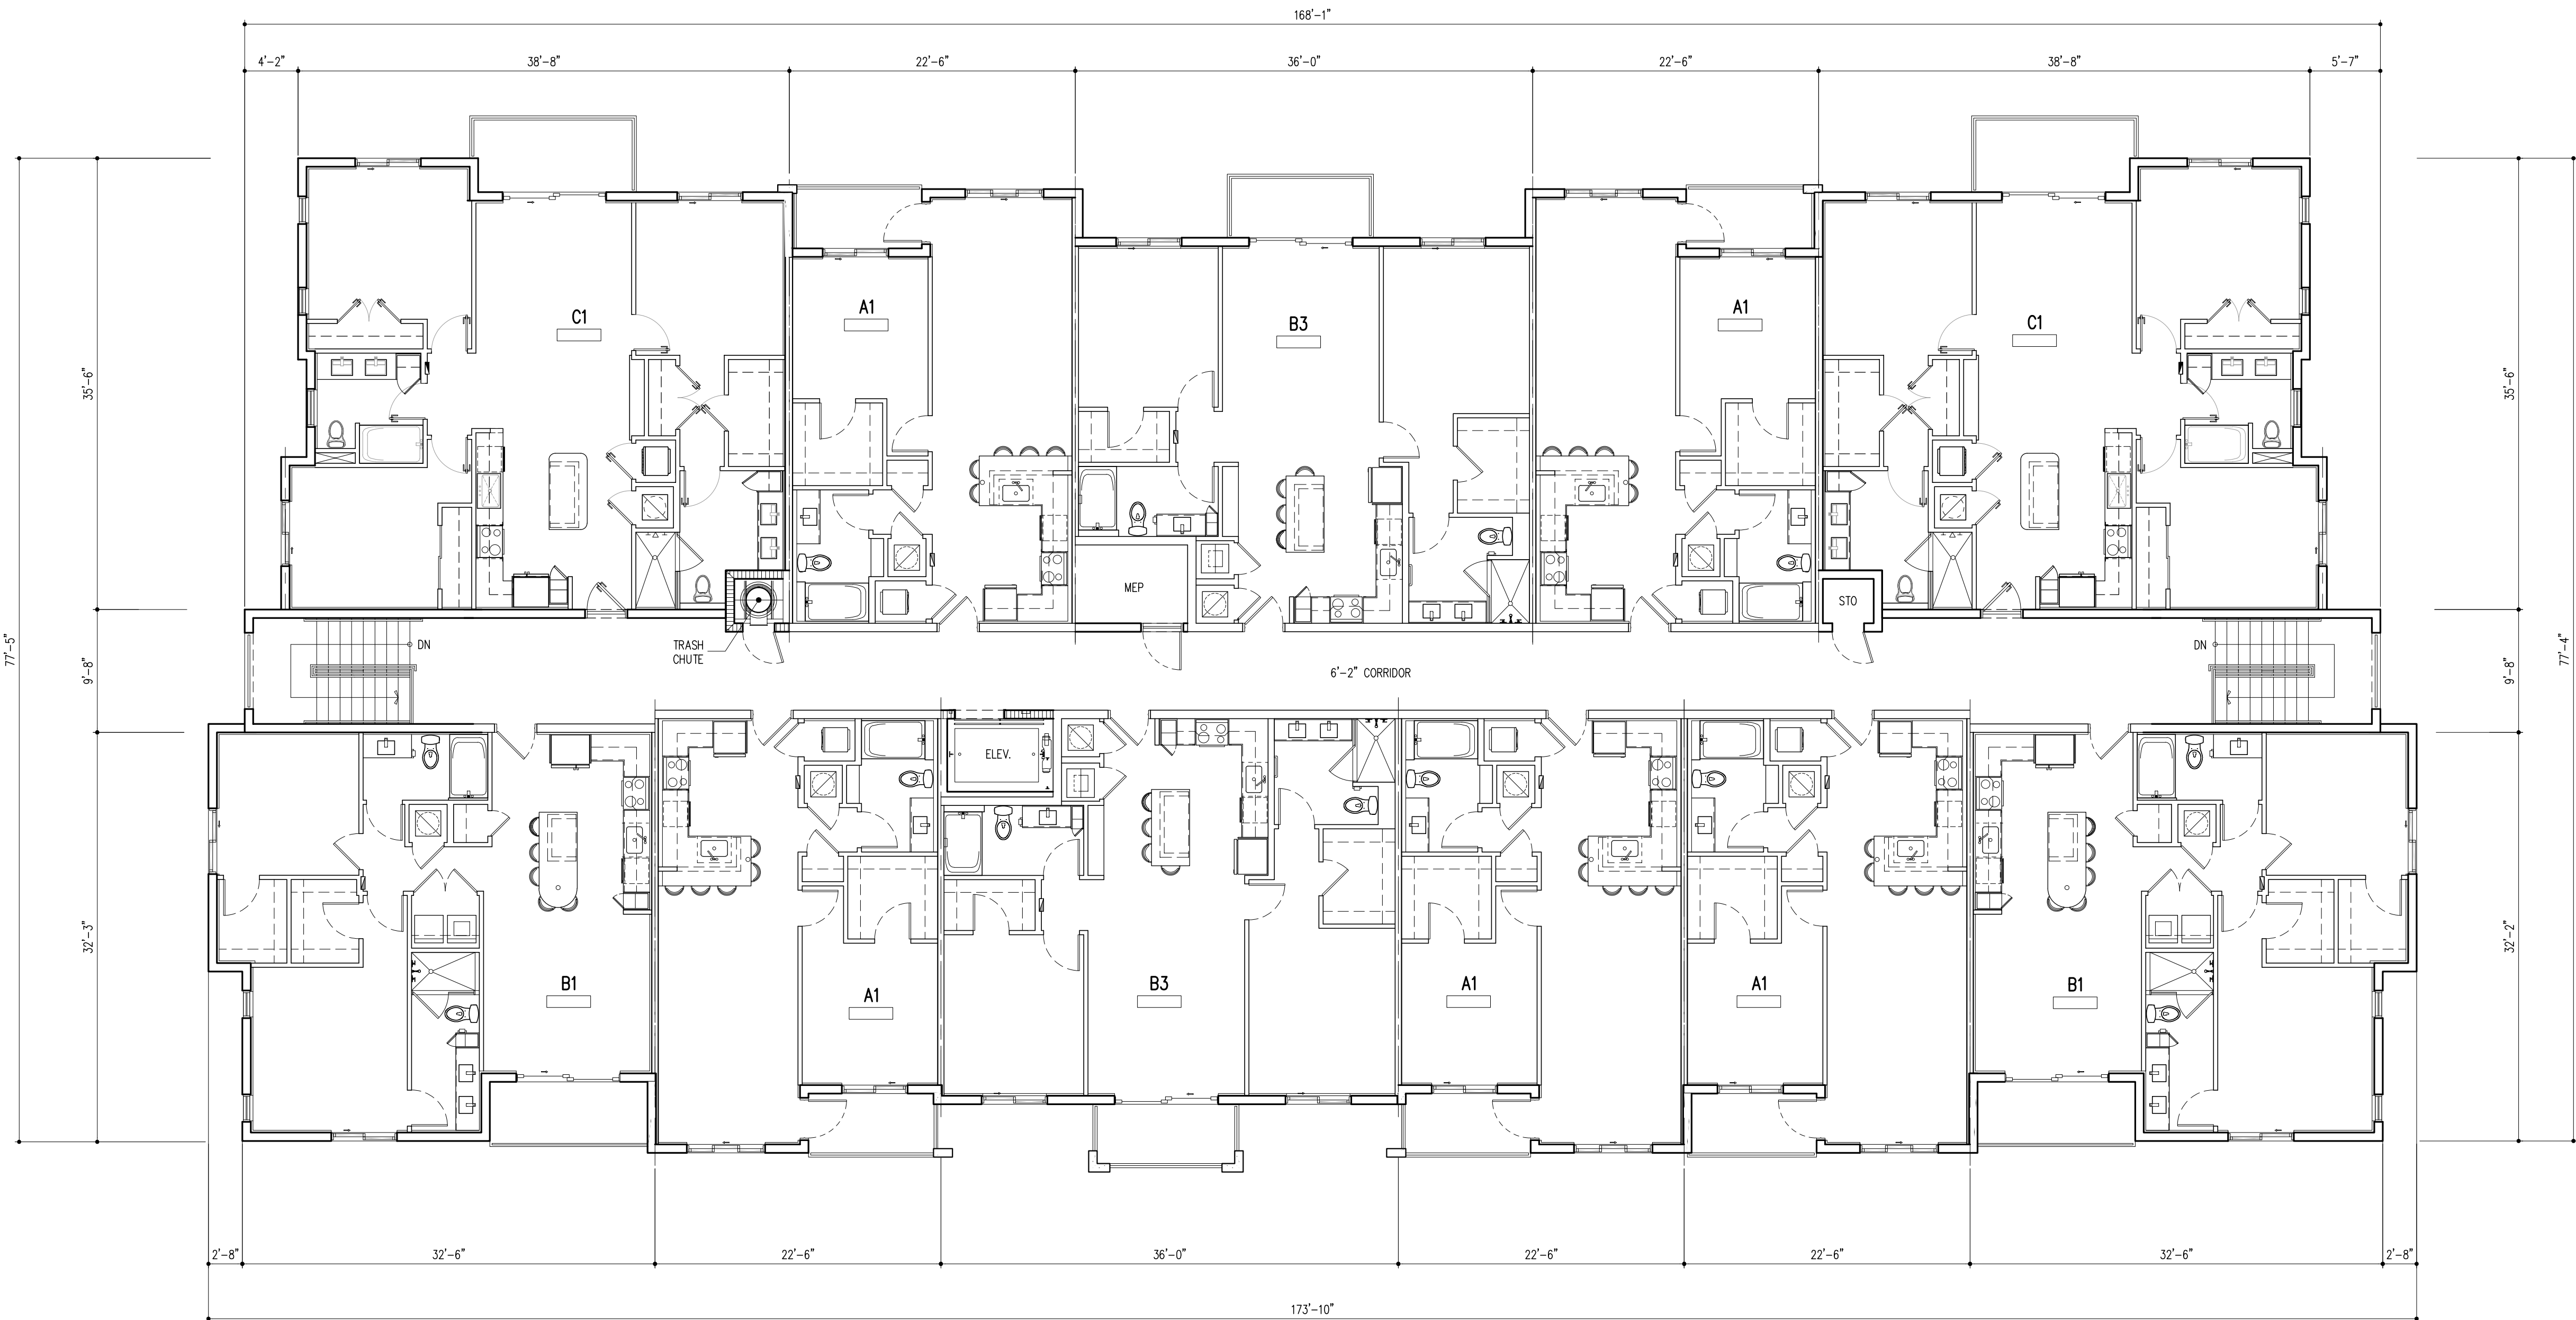 168'-1"
4'-2"
38'-8"
22'-6"
36'-0"
22'-6"
38'-8"
5'-7"
C1
A1
B3
A1
C1
35'-6"
35'-6"
MEP
STO
TRASH
CHUTE
DN
6'-2" CORRIDOR
DN
77'-5"
9'-8"
9'-8"
77'-4"
ELEV.
32'-3"
32'-2"
B1
A1
B3
A1
A1
B1
2'-8"
32'-6"
22'-6"
36'-0"
22'-6"
22'-6"
32'-6"
2'-8"
173'-10"